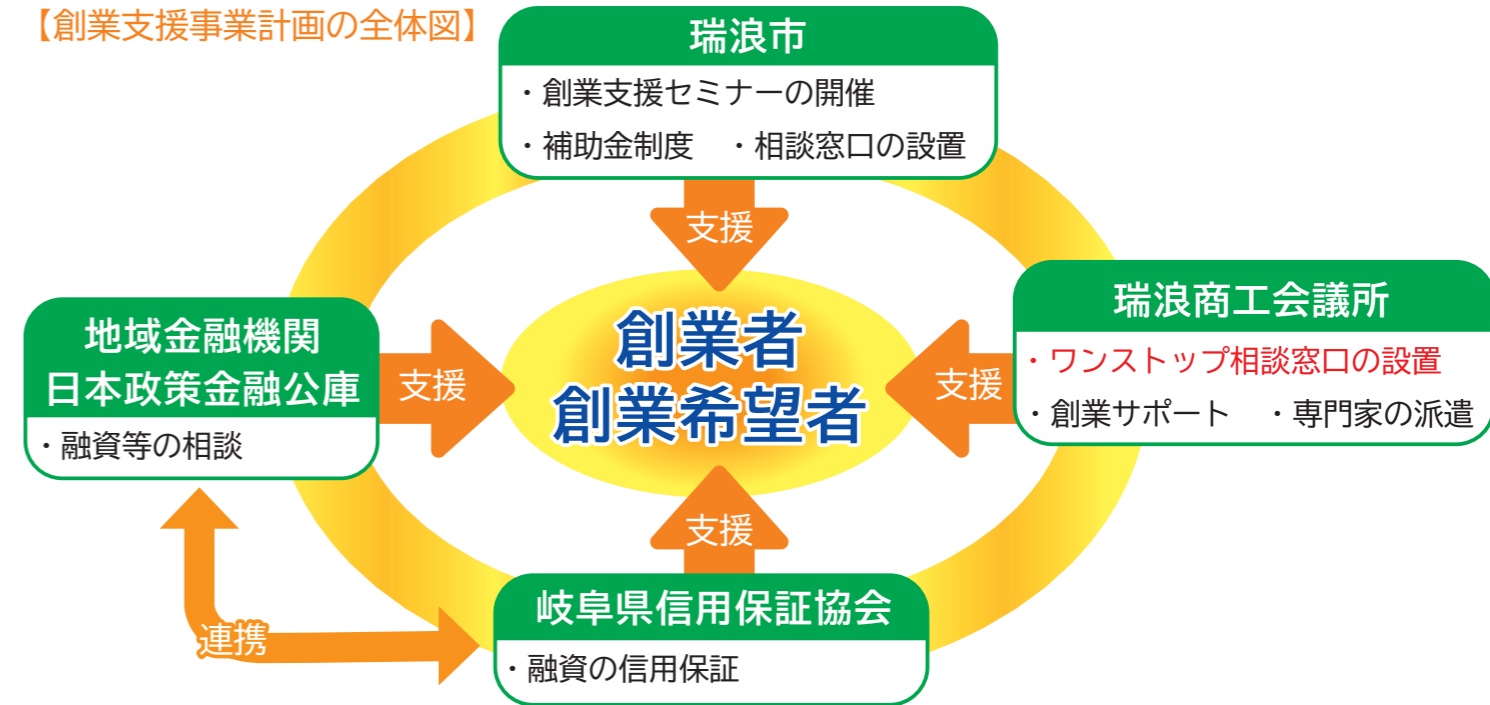 【創業支援事業計画の全体図】
瑞浪市
・創業支援セミナーの開催
・補助金制度　・相談窓口の設置
支援
地域金融機関
日本政策金融公庫
・融資等の相談
支援
創業者
創業希望者
支援
瑞浪商工会議所
・ワンストップ相談窓口の設置
・創業サポート　・専門家の派遣
支援
連携
岐阜県信用保証協会
・融資の信用保証